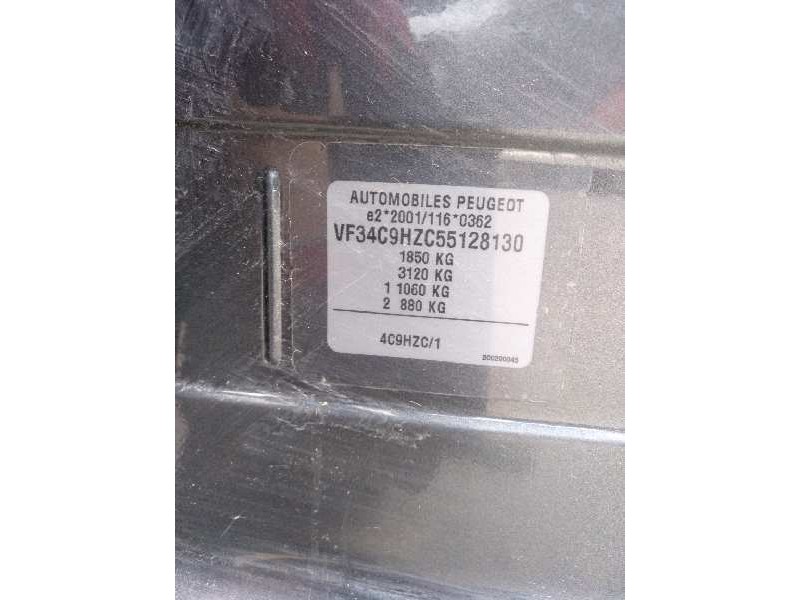 AUTOMOBILES PEUGEOT
e2*2001/116*0362
VF34C9HZC55128130
1850 KG
3120 KG
1 1060 KG
2 880 KG
4C9HZC/1